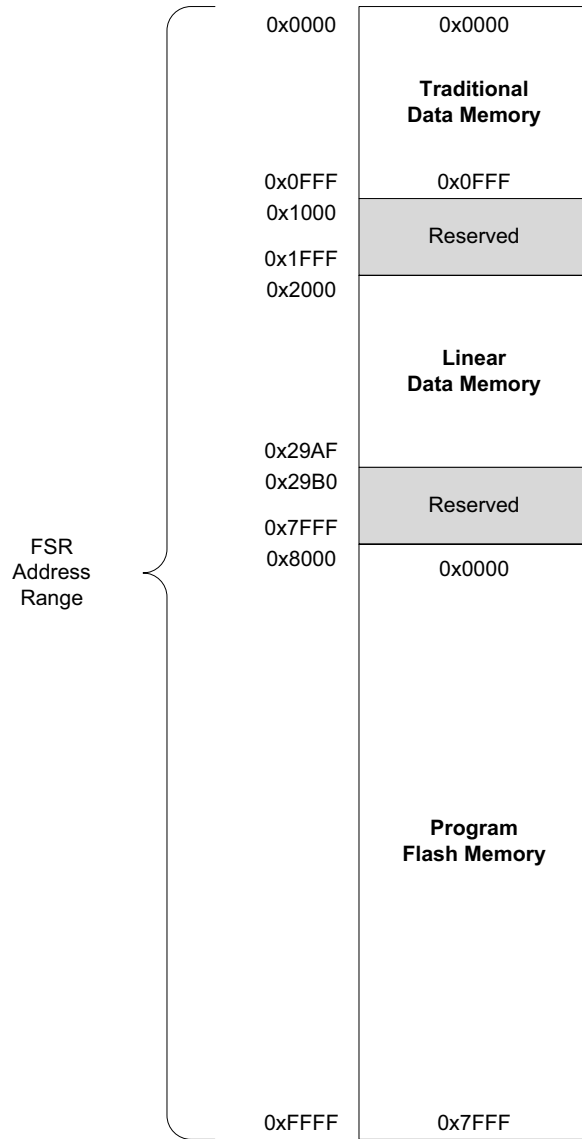 0x0000 0x0000
Traditional
Data Memory
0x0FFF 0x0FFF
0x1000
Reserved
0x1FFF
0x2000
Linear
Data Memory
0x29AF
0x29B0
Reserved
0x7FFF
0x8000 0x0000
FSR
Address
Range
Program
Flash Memory
0xFFFF 0x7FFF